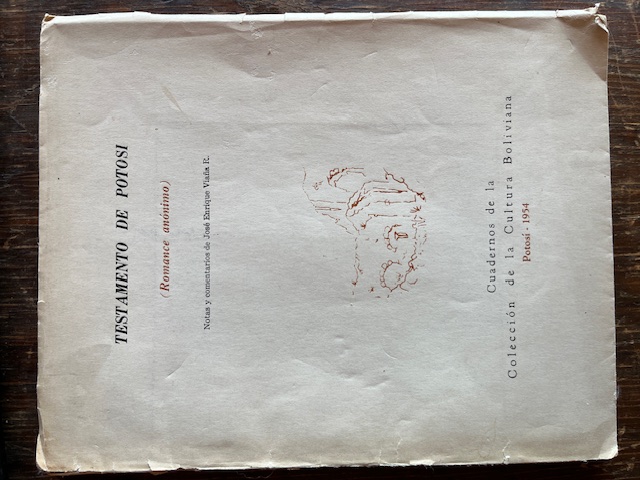 TESTAMENTO DE POTOSI
(Romance anónimo)
Notas y comentarios de José Enrique Viaña R.
Cuadernos de la
Colección de la Cultura Boliviana
Potosí - 1954